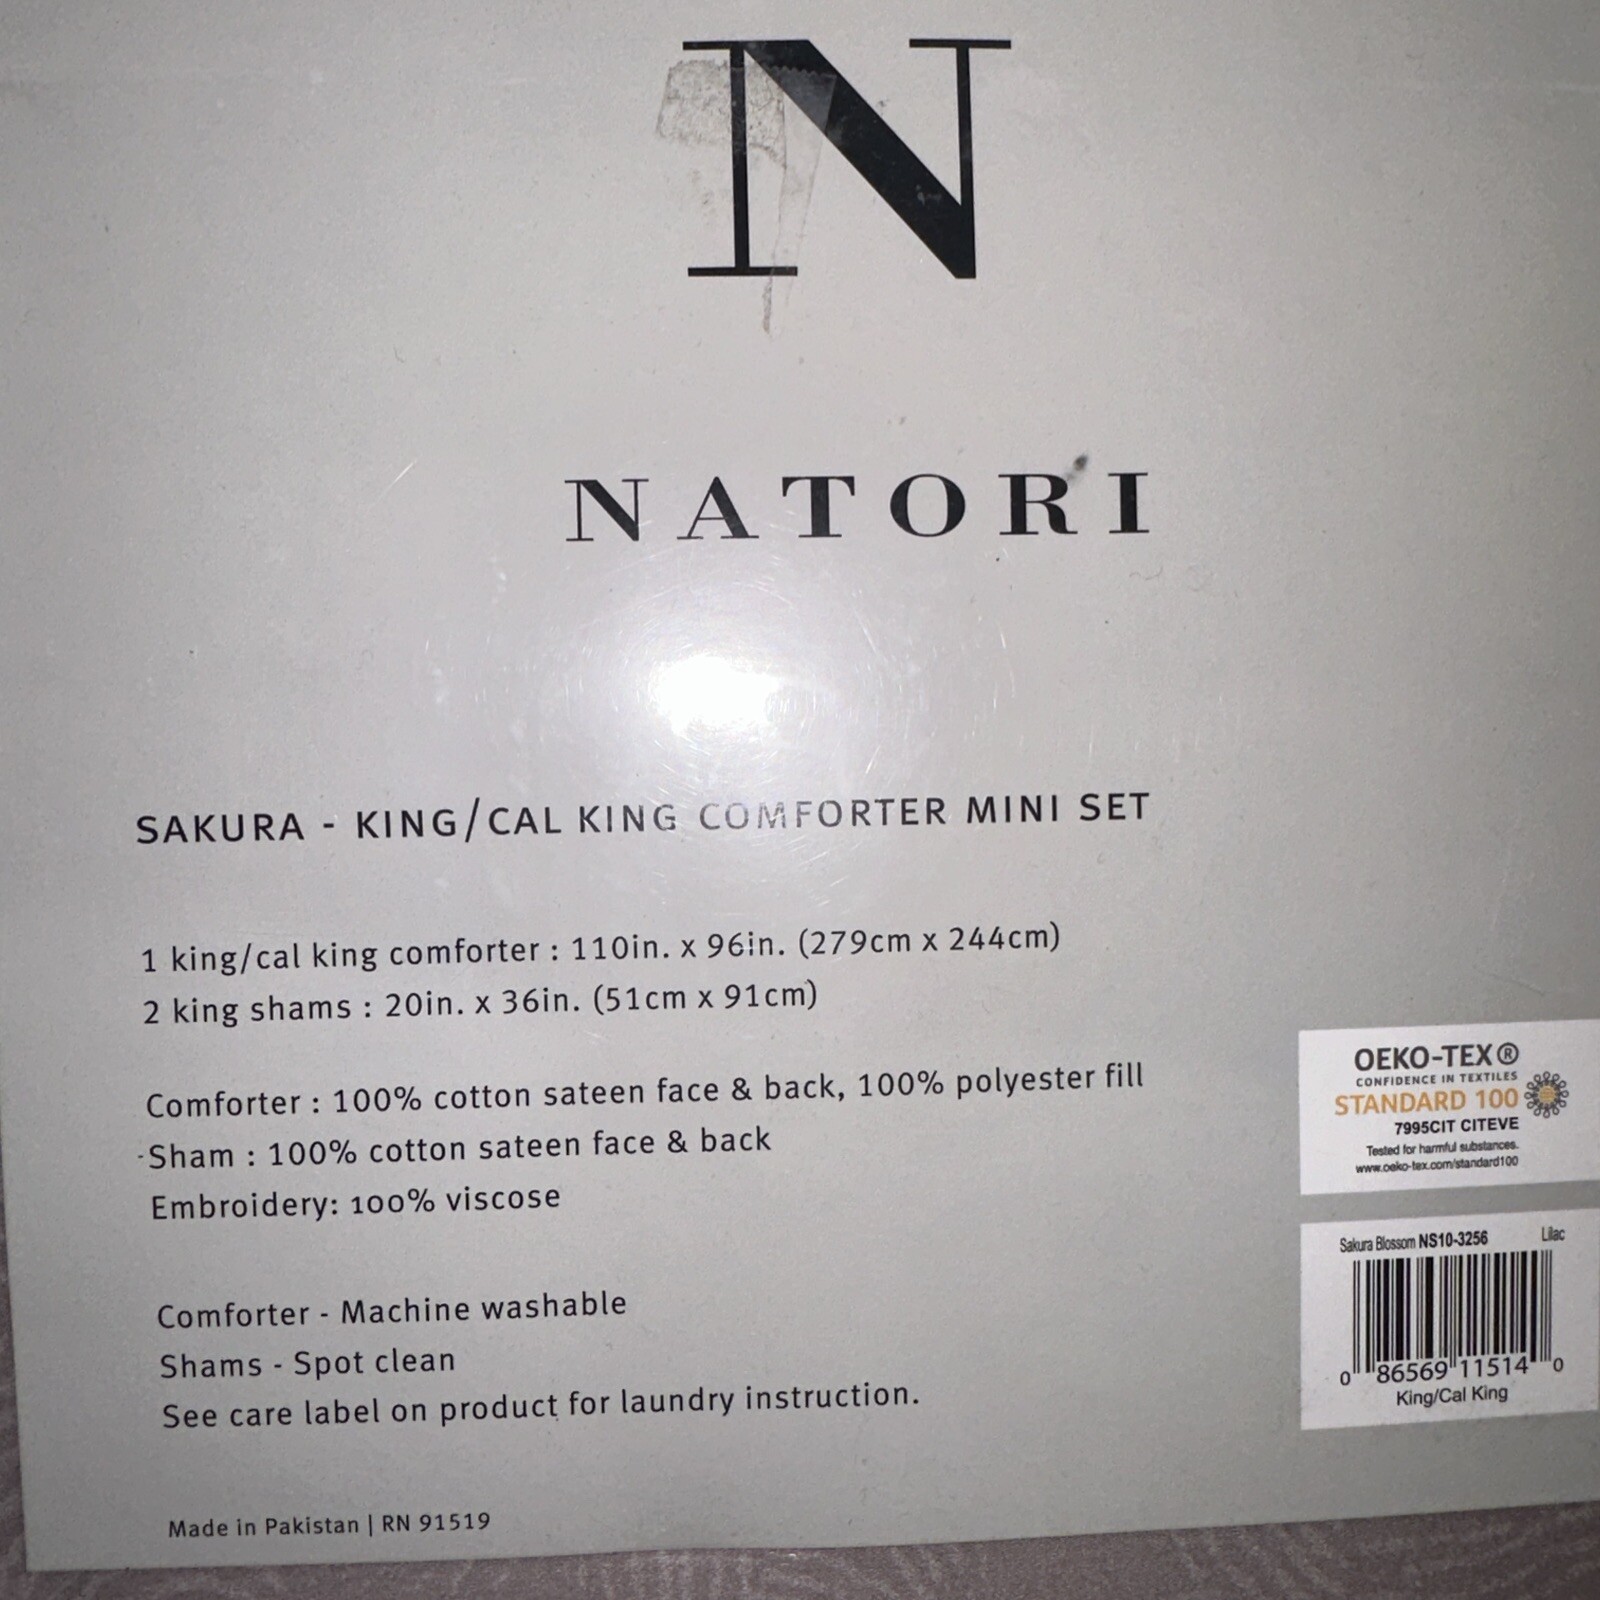 N
NATORI
SAKURA - KING/CAL KING COMFORTER MINI SET
1 king/cal king comforter : 110in. x 96in. (279cm x 244cm)
2 king shams : 20in. x 36in. (51cm x 91cm)
Comforter : 100% cotton sateen face & back, 100% polyester fill
Sham : 100% cotton sateen face & back
Embroidery: 100% viscose
Comforter - Machine washable
Shams - Spot clean
See care label on product for laundry instruction.
Made in Pakistan | RN 91519
OEKO-TEX®
CONFIDENCE IN TEXTILES
STANDARD 100
7995CIT CITEVE
Tested for harmful substances.
www.oeko-tex.com/standard100
Sakura Blossom NS10-3256 Lilac
0 86569 11514 0
King/Cal King